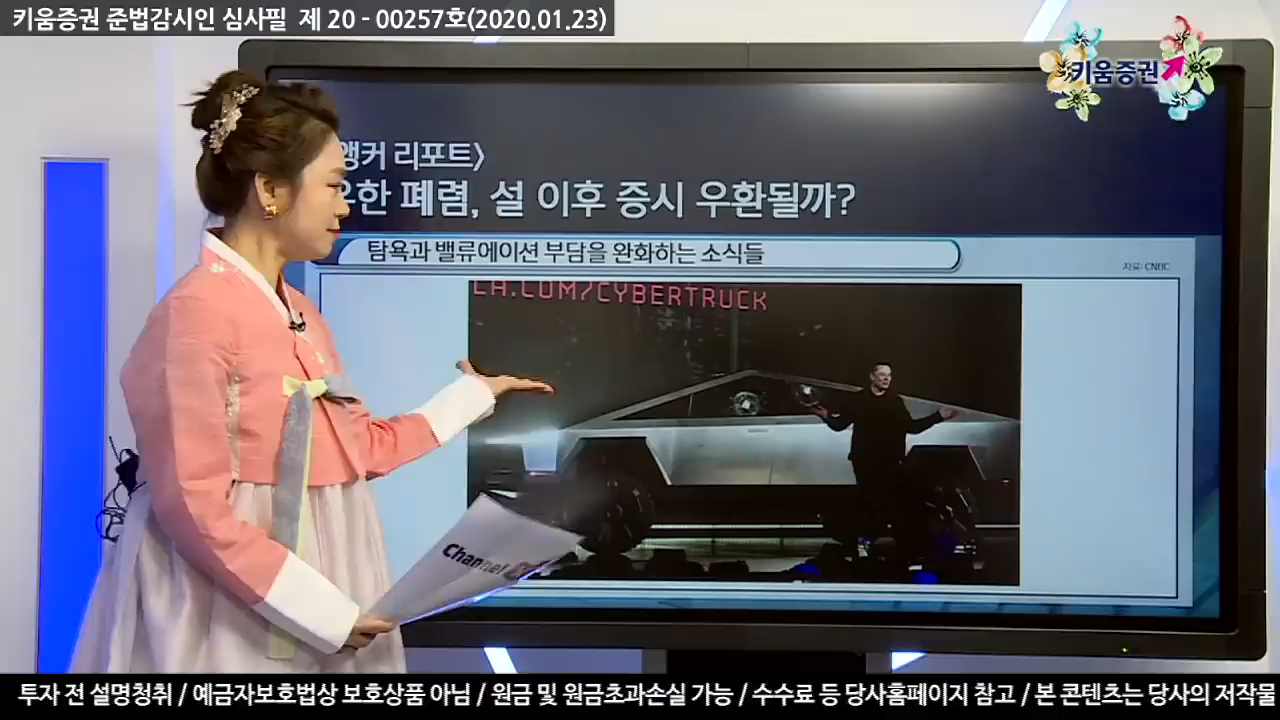 키움증권 준법감시인 심사필 제 20 - 00257호(2020.01.23)
키움증권
앵커 리포트〉
우한 폐렴, 설 이후 증시 우환될까?
탐욕과 밸류에이션 부담을 완화하는 소식들
자료: CNBC
LA.COM/CYBERTRUCK
Channel
투자 전 설명청취 / 예금자보호법상 보호상품 아님 / 원금 및 원금초과손실 가능 / 수수료 등 당사홈페이지 참고 / 본 콘텐츠는 당사의 저작물